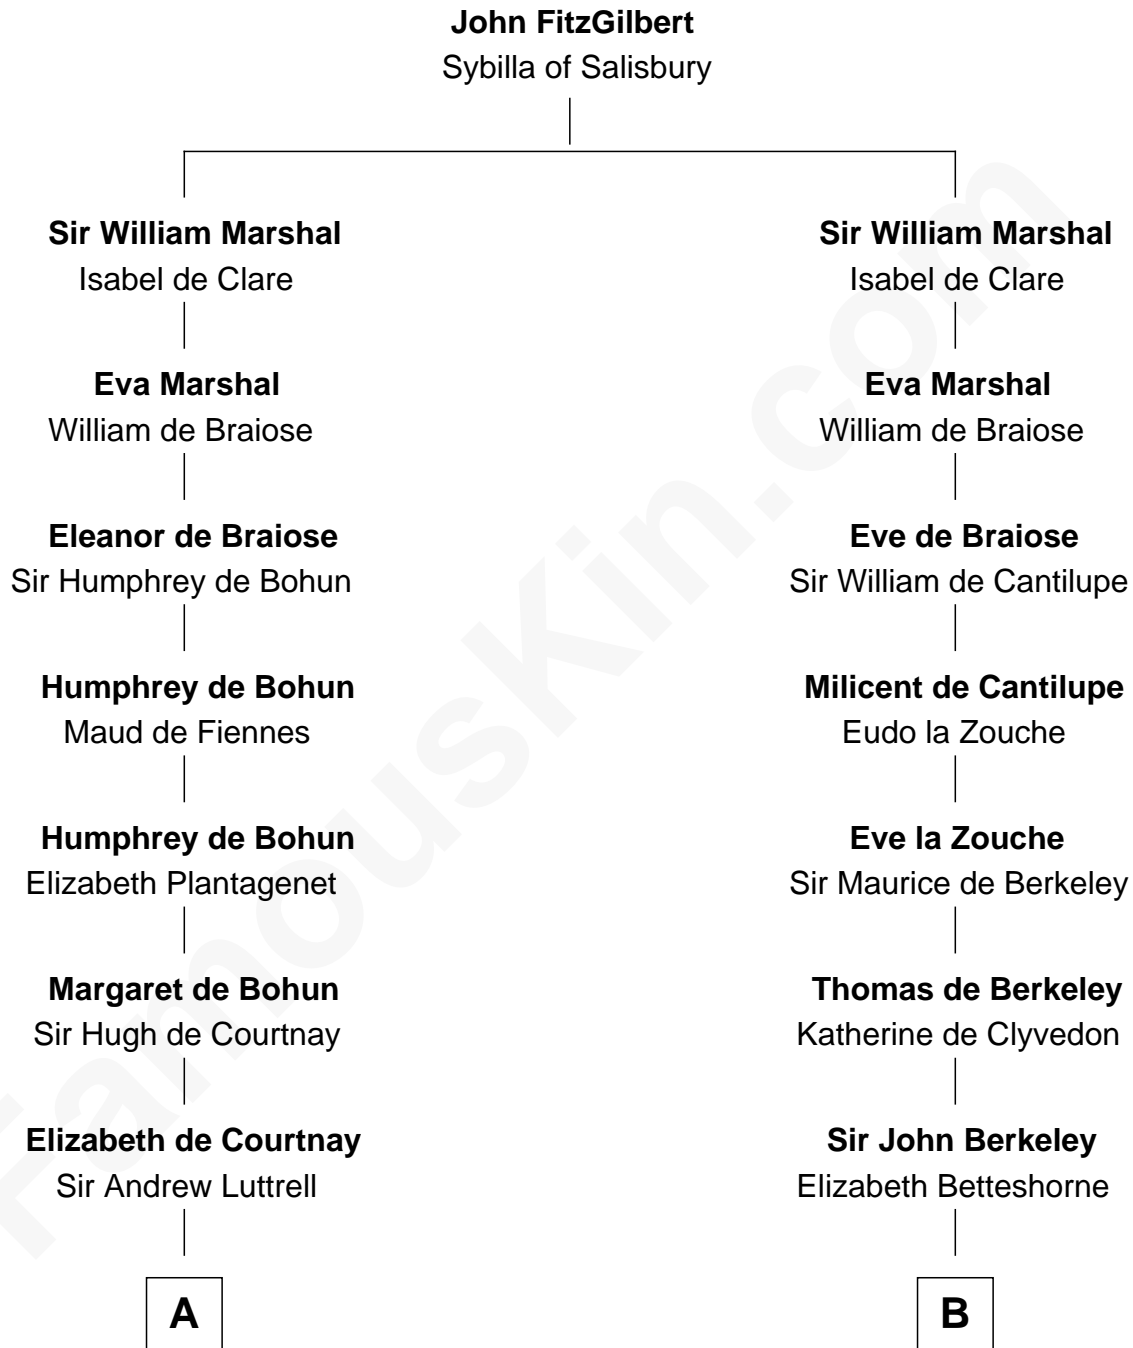 John FitzGilbert
Sybilla of Salisbury
Sir William Marshal
Isabel de Clare
Eva Marshal
William de Braiose
Eleanor de Braiose
Sir Humphrey de Bohun
Humphrey de Bohun
Maud de Fiennes
Humphrey de Bohun
Elizabeth Plantagenet
Margaret de Bohun
Sir Hugh de Courtnay
Elizabeth de Courtnay
Sir Andrew Luttrell
A
Sir William Marshal
Isabel de Clare
Eva Marshal
William de Braiose
Eve de Braiose
Sir William de Cantilupe
Milicent de Cantilupe
Eudo la Zouche
Eve la Zouche
Sir Maurice de Berkeley
Thomas de Berkeley
Katherine de Clyvedon
Sir John Berkeley
Elizabeth Betteshorne
B
FamousKin.com